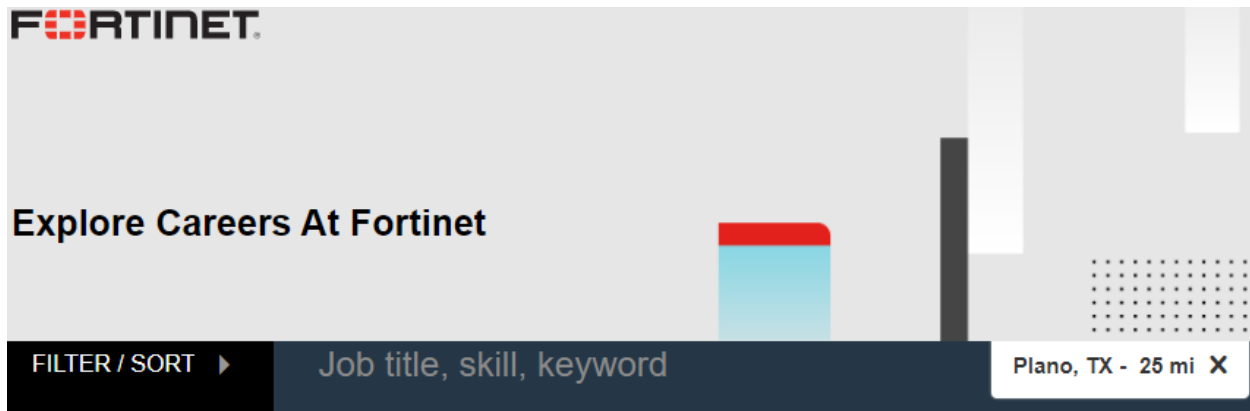 FORTINET®
Explore Careers At Fortinet
FILTER / SORT
Job title, skill, keyword
Plano, TX - 25 mi X